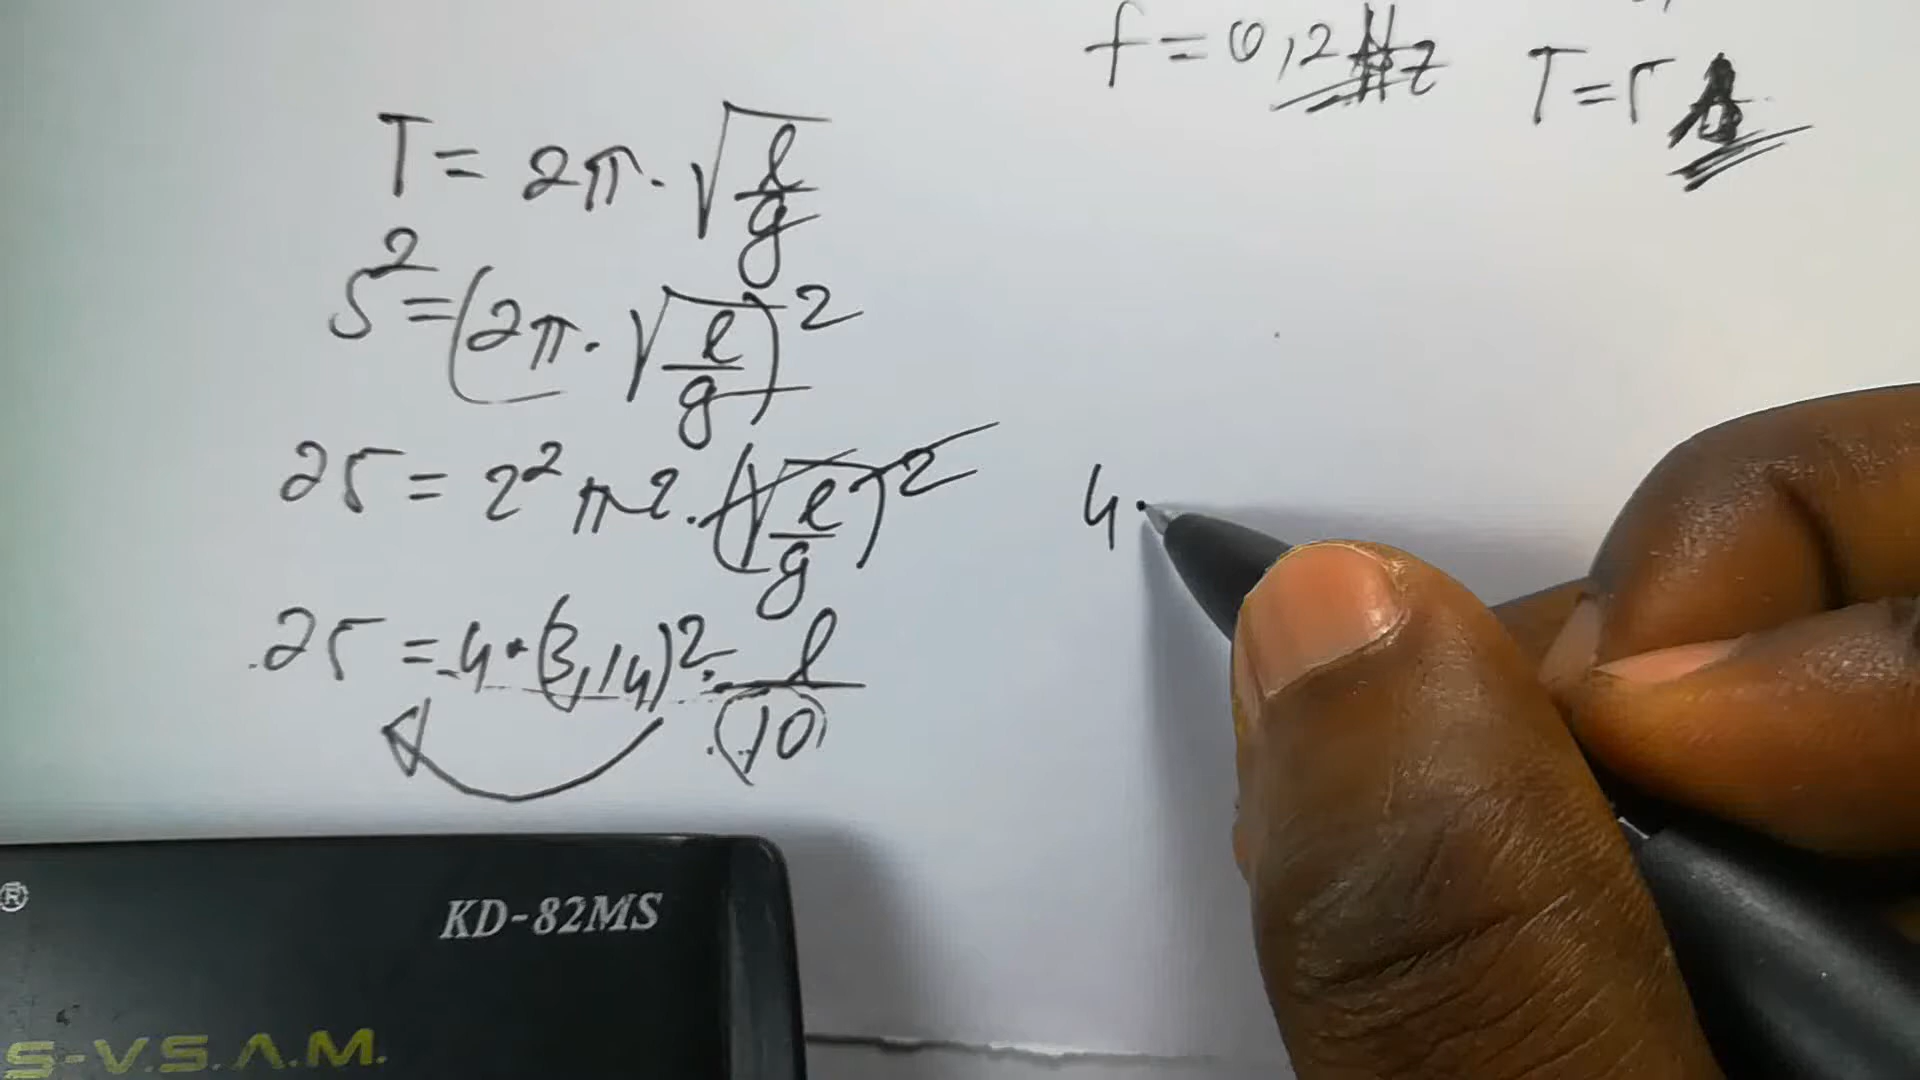 f = 0,2 Hz
T = 5
T = 2π · √(l/g)
5² = (2π · √(l/g))²
25 = 2² π² · (√(l/g))²
25 = 4 · (3,14)² · l/(10)
4 ·
®
KD-82MS
S-V.S.A.M.